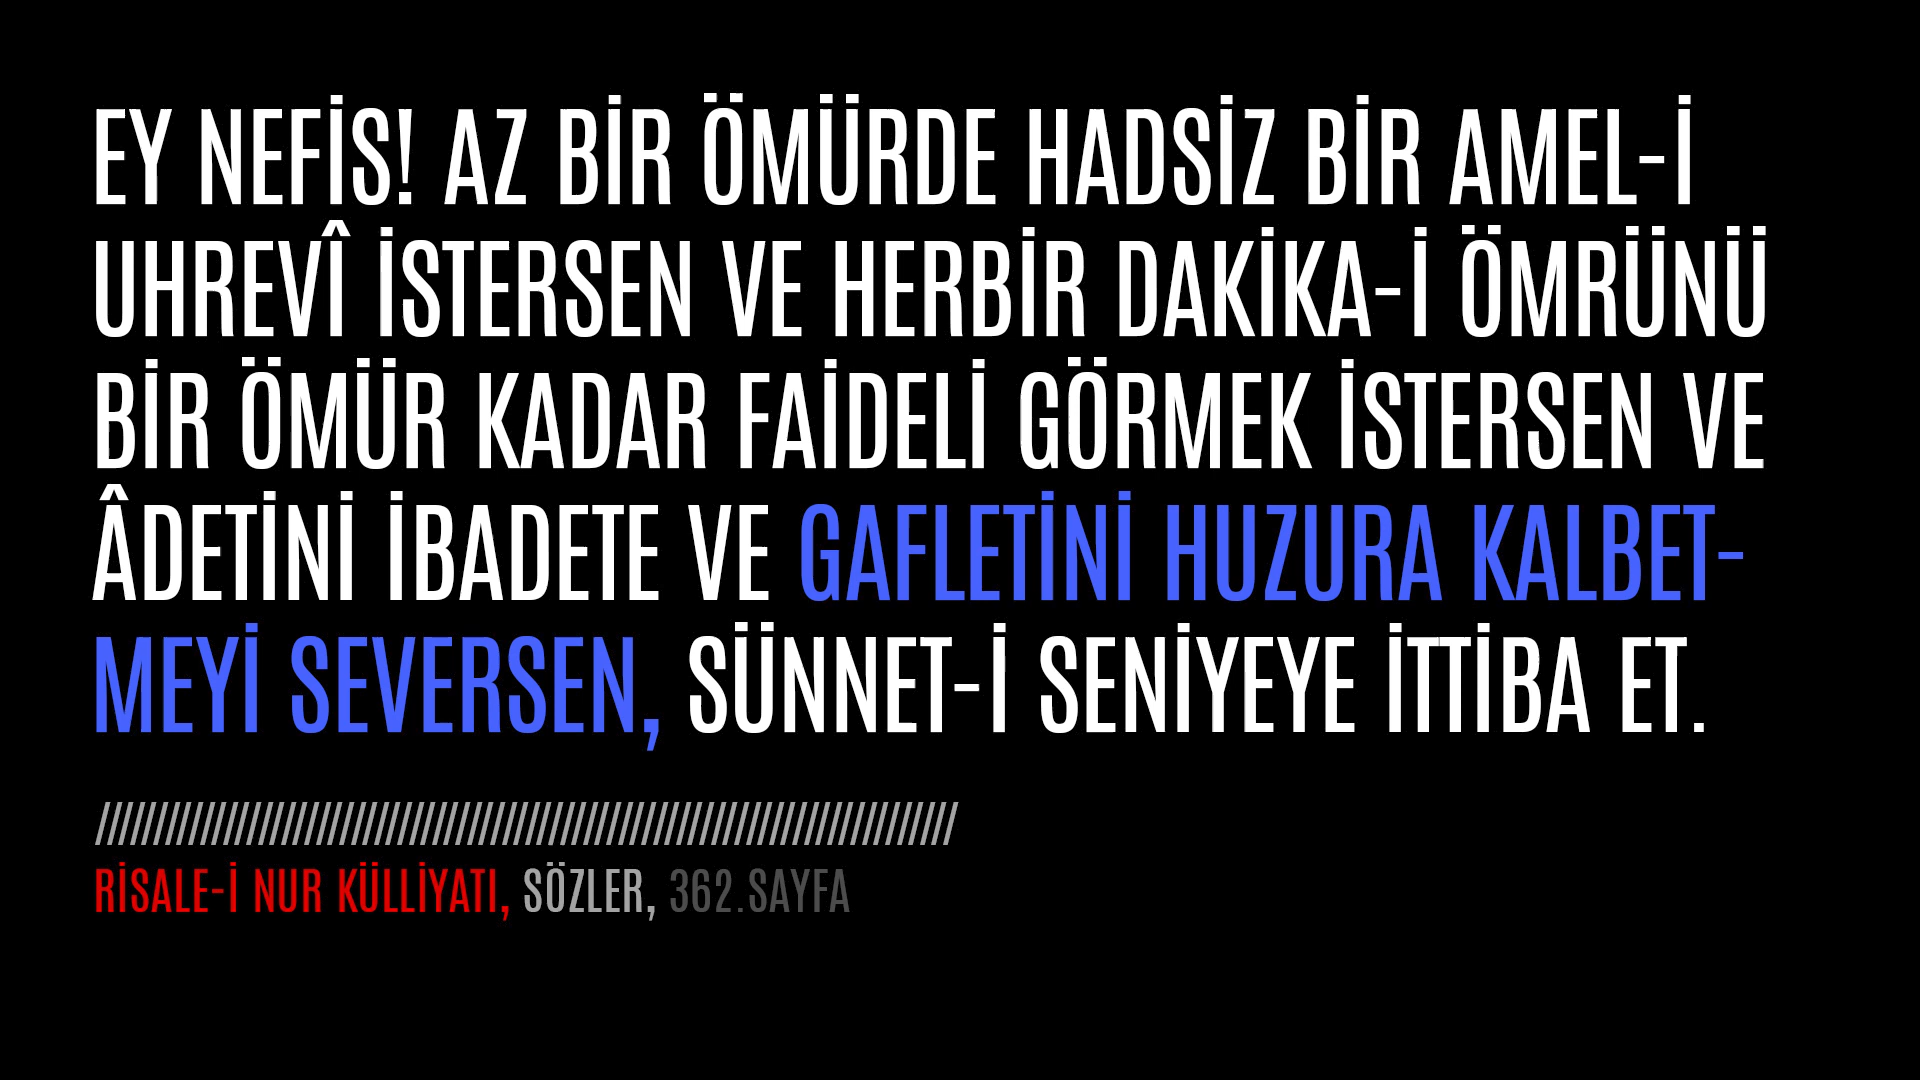 EY NEFİS! AZ BİR ÖMÜRDE HADSİZ BİR AMEL-İ
UHREVÎ İSTERSEN VE HERBİR DAKİKA-İ ÖMRÜNÜ
BİR ÖMÜR KADAR FAİDELİ GÖRMEK İSTERSEN VE
ÂDETİNİ İBADETE VE GAFLETİNİ HUZURA KALBET-
MEYİ SEVERSEN, SÜNNET-İ SENİYEYE İTTİBA ET.
RİSALE-İ NUR KÜLLİYATI, SÖZLER, 362.SAYFA